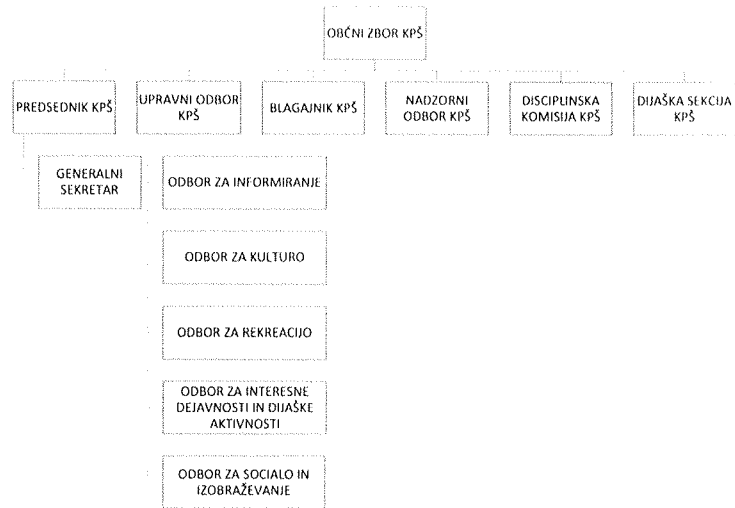 OBČNI ZBOR KPŠ
PREDSEDNIK KPŠ
UPRAVNI ODBOR
KPŠ
BLAGAJNIK KPŠ
NADZORNI
ODBOR KPŠ
DISCIPLINSKA
KOMISIJA KPŠ
DIJAŠKA SEKCIJA
KPŠ
GENERALNI
SEKRETAR
ODBOR ZA INFORMIRANJE
ODBOR ZA KULTURO
ODBOR ZA REKREACIJO
ODBOR ZA INTERESNE
DEJAVNOSTI IN DIJAŠKE
AKTIVNOSTI
ODBOR ZA SOCIALO IN
IZOBRAŽEVANJE